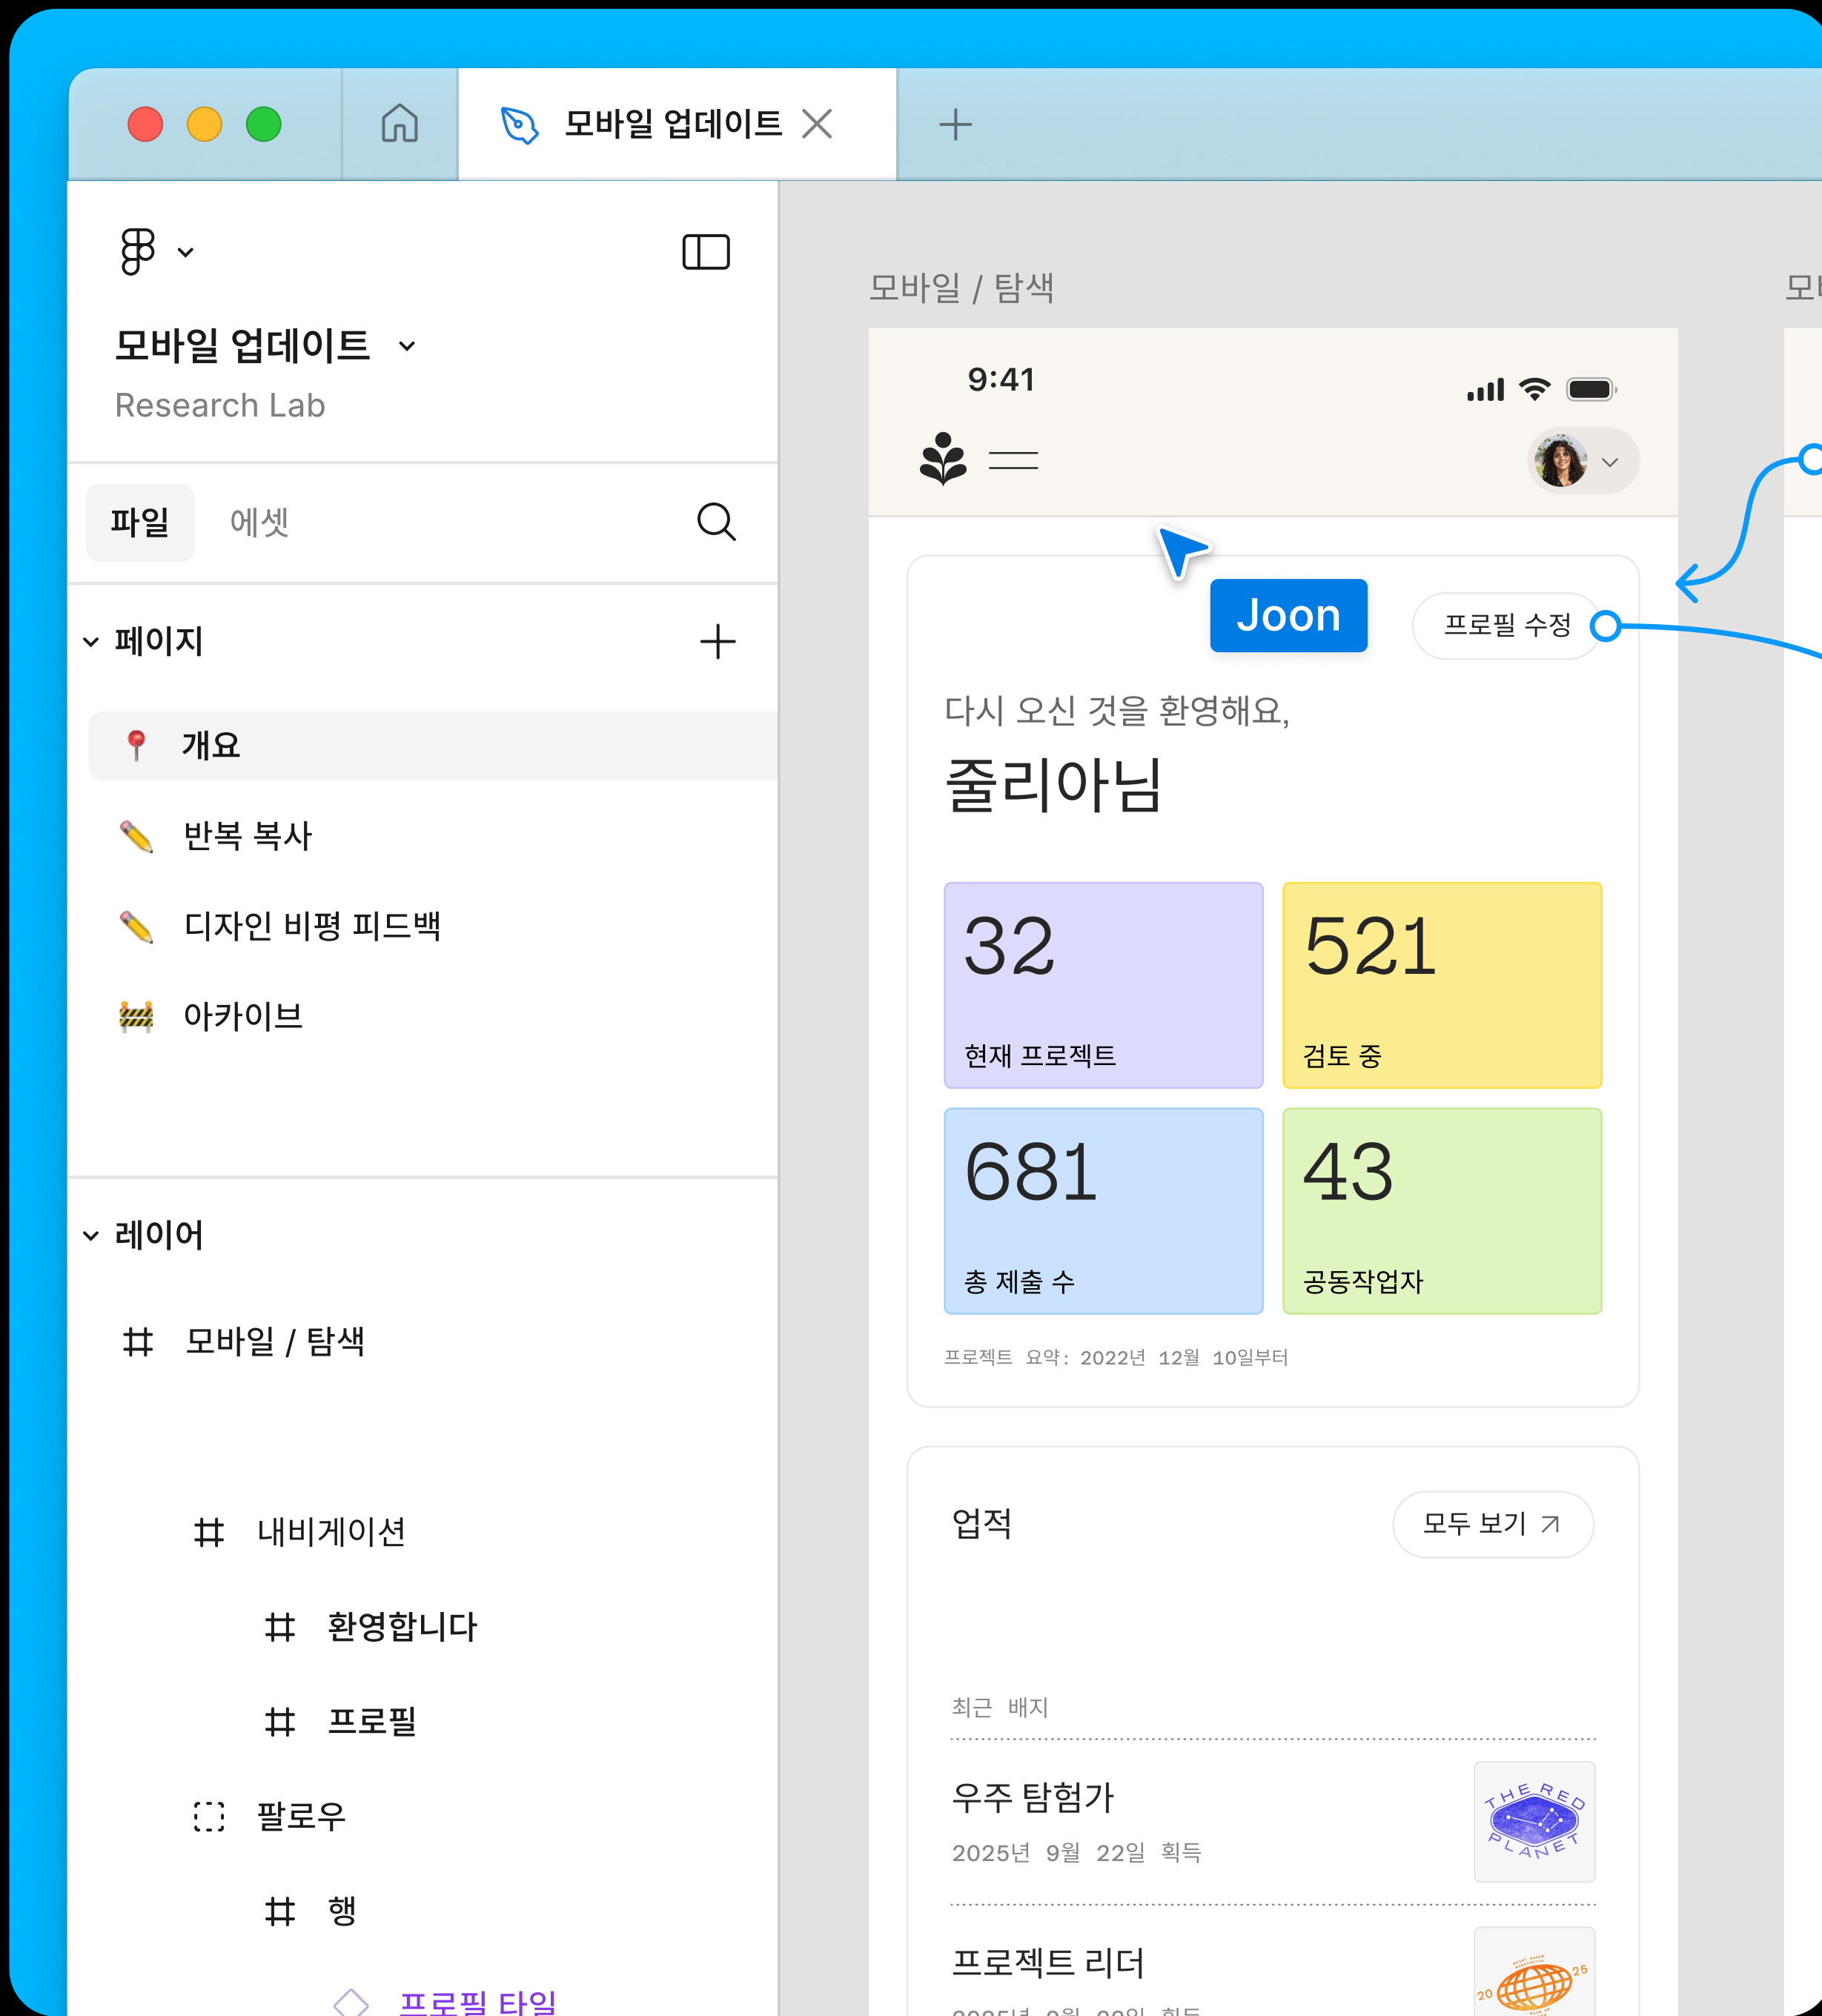 모바일 업데이트
모바일 업데이트
Research Lab
파일
에셋
페이지
개요
반복 복사
디자인 비평 피드백
아카이브
레이어
모바일 / 탐색
내비게이션
환영합니다
프로필
팔로우
행
프로필 타일
모바일 / 탐색
9:41
Joon
프로필 수정
다시 오신 것을 환영해요,
줄리아님
32
현재 프로젝트
521
검토 중
681
총 제출 수
43
공동작업자
프로젝트 요약: 2022년 12월 10일부터
업적
모두 보기
최근 배지
우주 탐험가
2025년 9월 22일 획득
THE RED
PLANET
프로젝트 리더
20 25